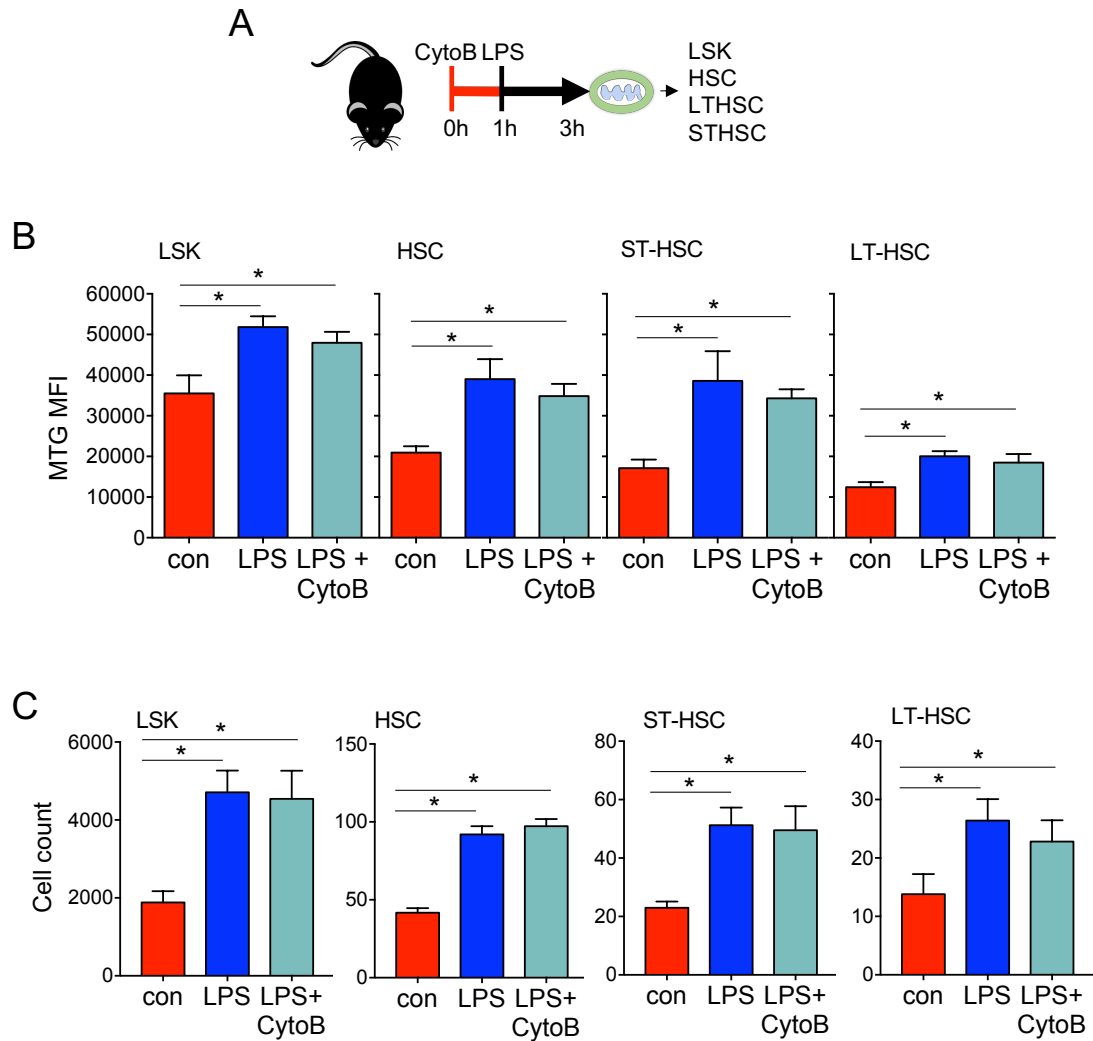 A
CytoB LPS
0h 1h 3h
LSK
HSC
LTHSC
STHSC
B
LSK
HSC
ST-HSC
LT-HSC
* * * * * * * *
MTG MFI
60000
50000
40000
30000
20000
10000
0
con LPS LPS + CytoB
con LPS LPS + CytoB
con LPS LPS + CytoB
con LPS LPS + CytoB
C
LSK
HSC
ST-HSC
LT-HSC
* * * * * * * *
Cell count
6000
4000
2000
0
con LPS LPS+ CytoB
150
100
50
0
con LPS LPS+ CytoB
80
60
40
20
0
con LPS LPS+ CytoB
40
30
20
10
0
con LPS LPS+ CytoB